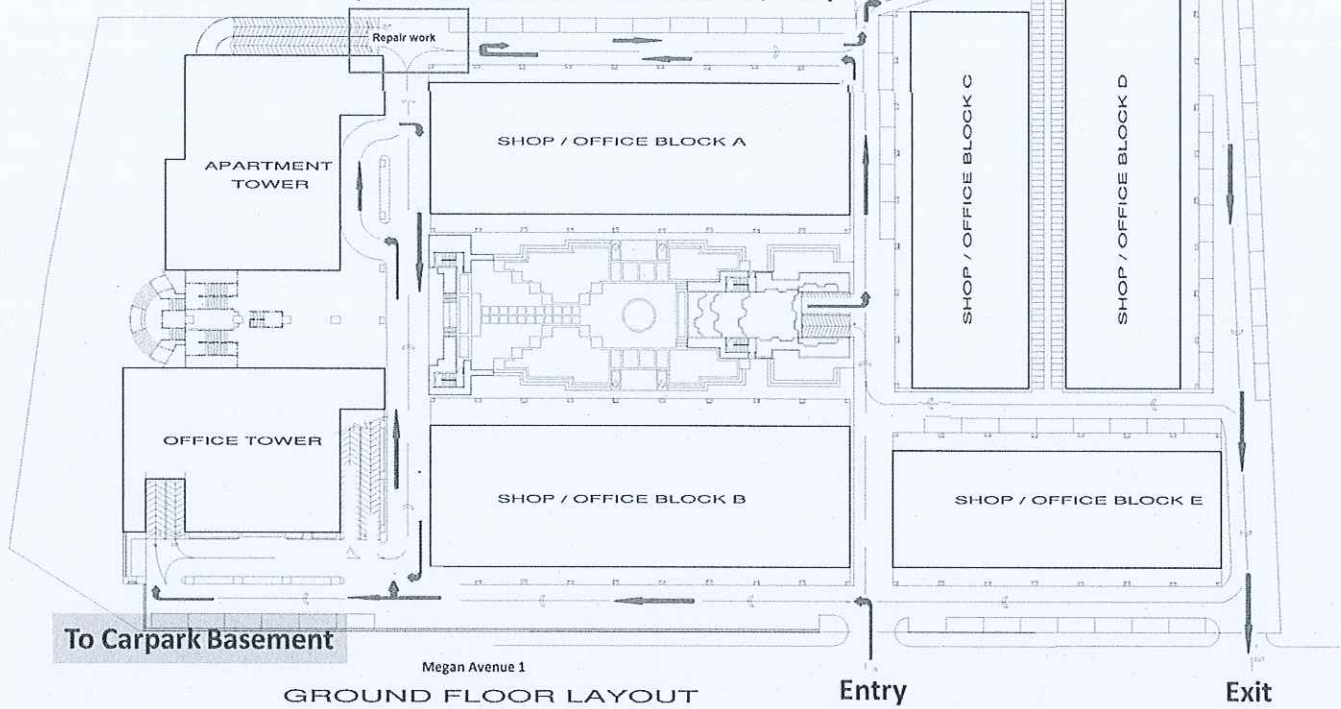 Repair work
SHOP / OFFICE BLOCK A
APARTMENT
TOWER
SHOP / OFFICE BLOCK C
SHOP / OFFICE BLOCK D
OFFICE TOWER
SHOP / OFFICE BLOCK B
SHOP / OFFICE BLOCK E
To Carpark Basement
Megan Avenue 1
GROUND FLOOR LAYOUT
Entry
Exit